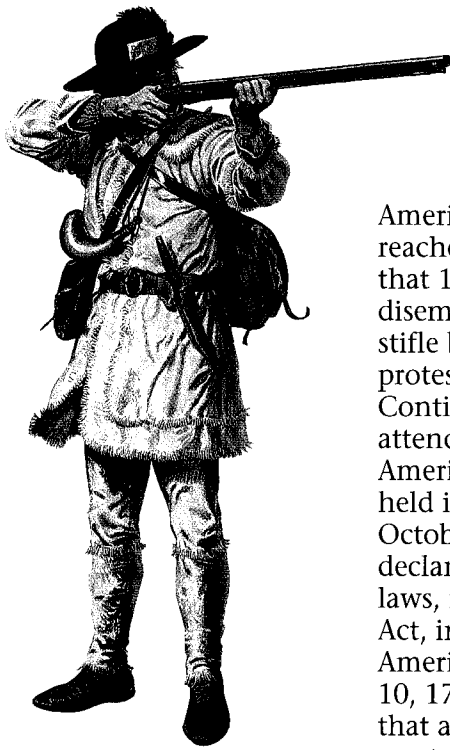 Ameri
reache
that 1
disem
stifle b
protes
Conti
attenc
Ameri
held i
Octob
declar
laws, 
Act, ir
Ameri
10, 17
that a